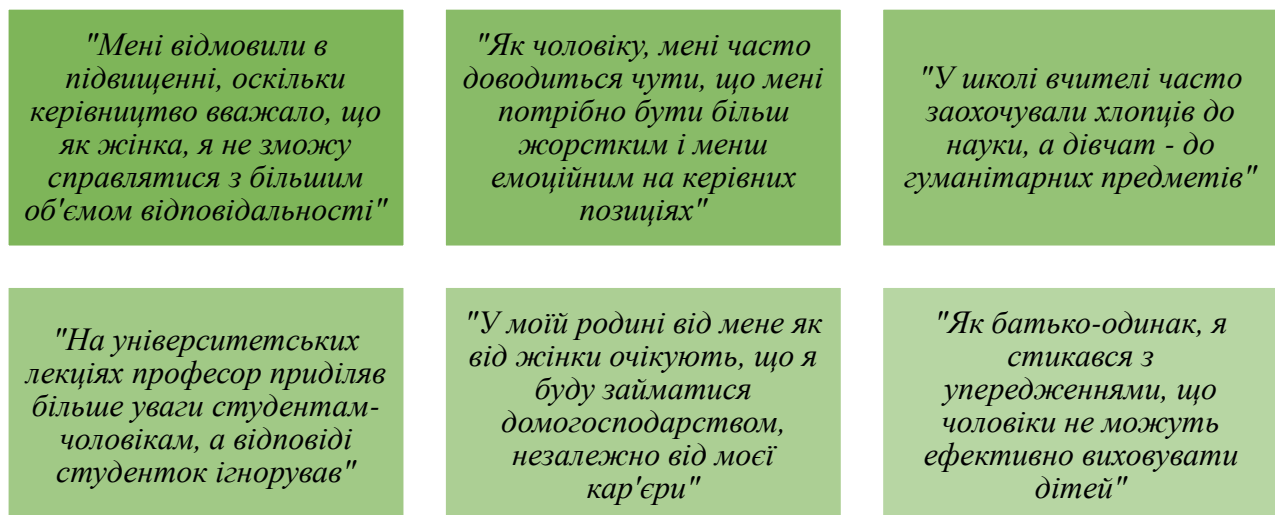 "Мені відмовили в
підвищенні, оскільки
керівництво вважало, що
як жінка, я не зможу
справлятися з більшим
об'ємом відповідальності"
"Як чоловіку, мені часто
доводиться чути, що мені
потрібно бути більш
жорстким і менш
емоційним на керівних
позиціях"
"У школі вчителі часто
заохочували хлопців до
науки, а дівчат - до
гуманітарних предметів"
"На університетських
лекціях професор приділяв
більше уваги студентам-
чоловікам, а відповіді
студенток ігнорував"
"У моїй родині від мене як
від жінки очікують, що я
буду займатися
домогосподарством,
незалежно від моєї
кар'єри"
"Як батько-одинак, я
стикався з
упередженнями, що
чоловіки не можуть
ефективно виховувати
дітей"